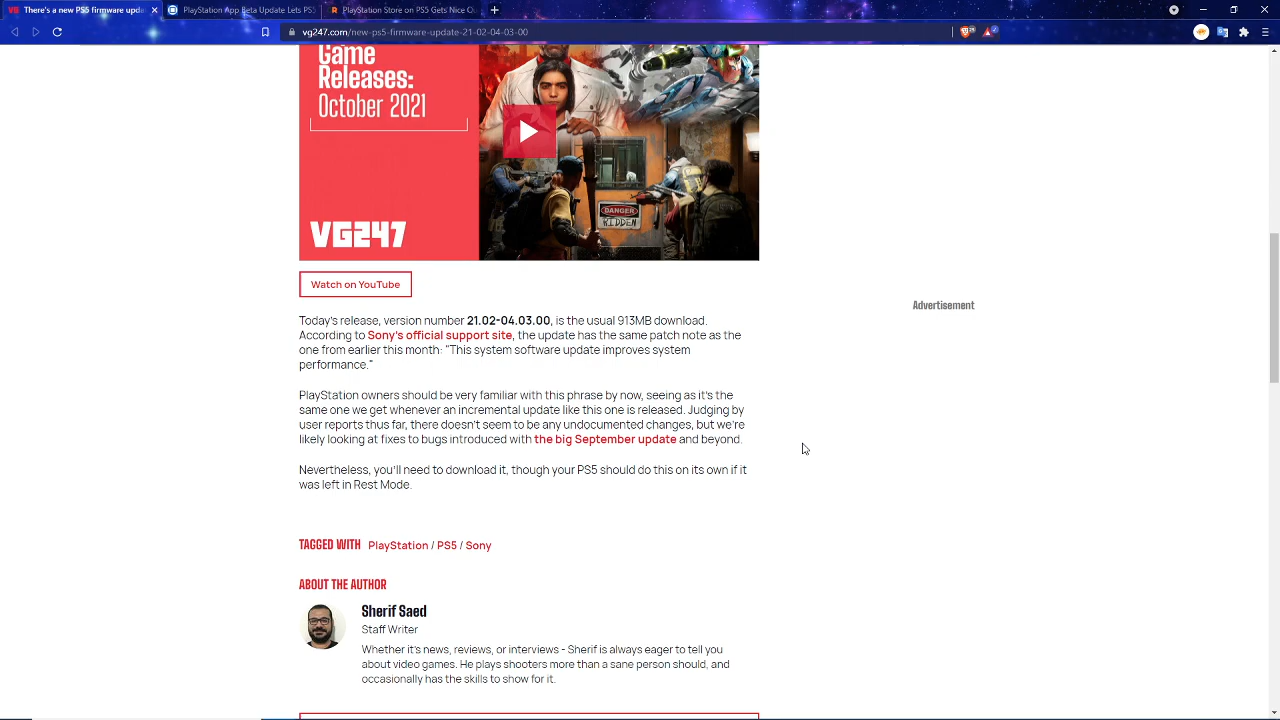 There's a new PS5 firmware upda
PlayStation App Beta Update Lets PS5
PlayStation Store on PS5 Gets Nice Q
vg247.com/new-ps5-firmware-update-21-02-04-03-00
Game
Releases:
October 2021
DANGER
HIDDEN
VG247
Watch on YouTube
Today's release, version number 21.02-04.03.00, is the usual 913MB download.
According to Sony's official support site, the update has the same patch note as the
one from earlier this month: "This system software update improves system
performance."
PlayStation owners should be very familiar with this phrase by now, seeing as it's the
same one we get whenever an incremental update like this one is released. Judging by
user reports thus far, there doesn't seem to be any undocumented changes, but we're
likely looking at fixes to bugs introduced with the big September update and beyond.
Nevertheless, you'll need to download it, though your PS5 should do this on its own if it
was left in Rest Mode.
Advertisement
TAGGED WITH PlayStation / PS5 / Sony
ABOUT THE AUTHOR
Sherif Saed
Staff Writer
Whether it's news, reviews, or interviews - Sherif is always eager to tell you
about video games. He plays shooters more than a sane person should, and
occasionally has the skills to show for it.